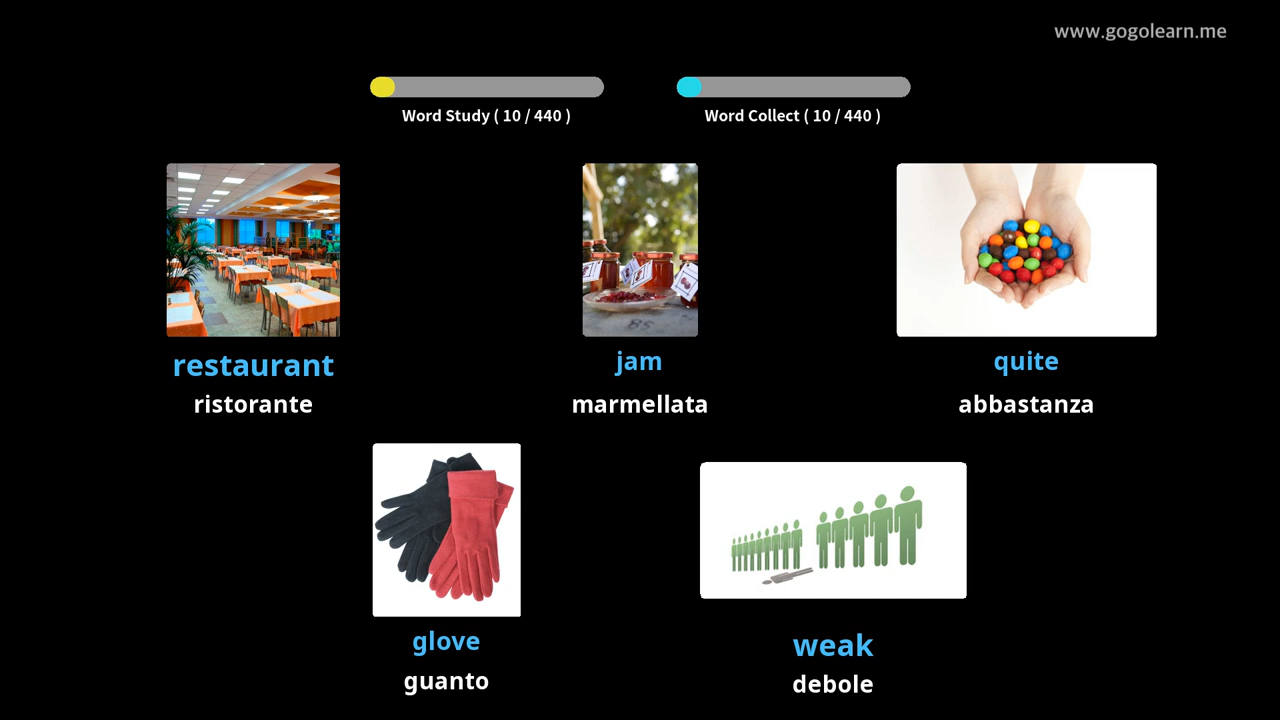 www.gogolearn.me
Word Study ( 10 / 440 )
Word Collect ( 10 / 440 )
restaurant
ristorante
jam
marmellata
quite
abbastanza
glove
guanto
weak
debole